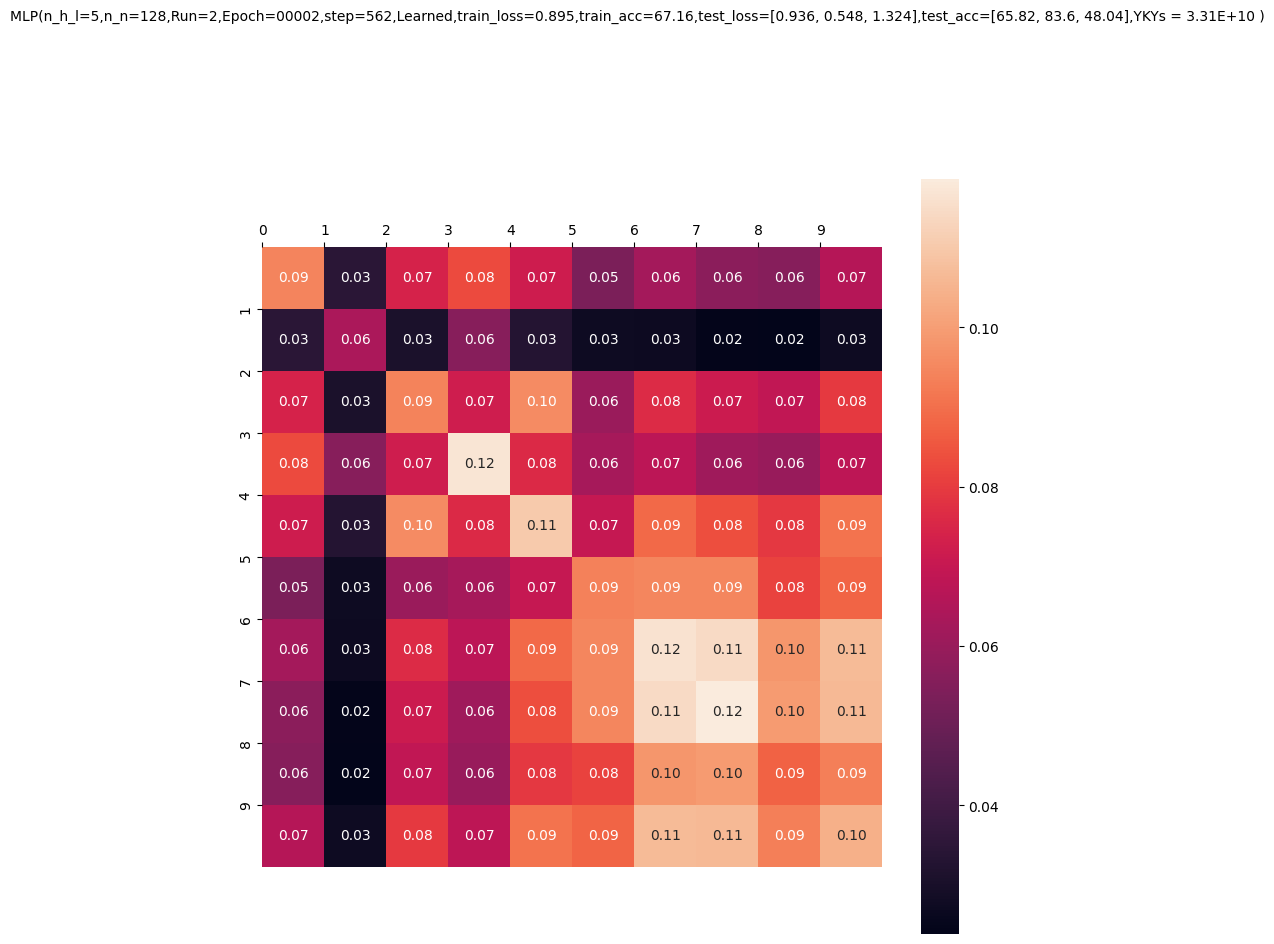 MLP(n_h_l=5,n_n=128,Run=2,Epoch=00002,step=562,Learned,train_loss=0.895,train_acc=67.16,test_loss=[0.936, 0.548, 1.324],test_acc=[65.82, 83.6, 48.04],YKYs = 3.31E+10 )
0 1 2 3 4 5 6 7 8 9
0.09 0.03 0.07 0.08 0.07 0.05 0.06 0.06 0.06 0.07
1
0.03 0.06 0.03 0.06 0.03 0.03 0.03 0.02 0.02 0.03
0.10
2
0.07 0.03 0.09 0.07 0.10 0.06 0.08 0.07 0.07 0.08
3
0.08 0.06 0.07 0.12 0.08 0.06 0.07 0.06 0.06 0.07
0.08
4
0.07 0.03 0.10 0.08 0.11 0.07 0.09 0.08 0.08 0.09
5
0.05 0.03 0.06 0.06 0.07 0.09 0.09 0.09 0.08 0.09
6
0.06 0.03 0.08 0.07 0.09 0.09 0.12 0.11 0.10 0.11
0.06
7
0.06 0.02 0.07 0.06 0.08 0.09 0.11 0.12 0.10 0.11
8
0.06 0.02 0.07 0.06 0.08 0.08 0.10 0.10 0.09 0.09
9
0.04
0.07 0.03 0.08 0.07 0.09 0.09 0.11 0.11 0.09 0.10